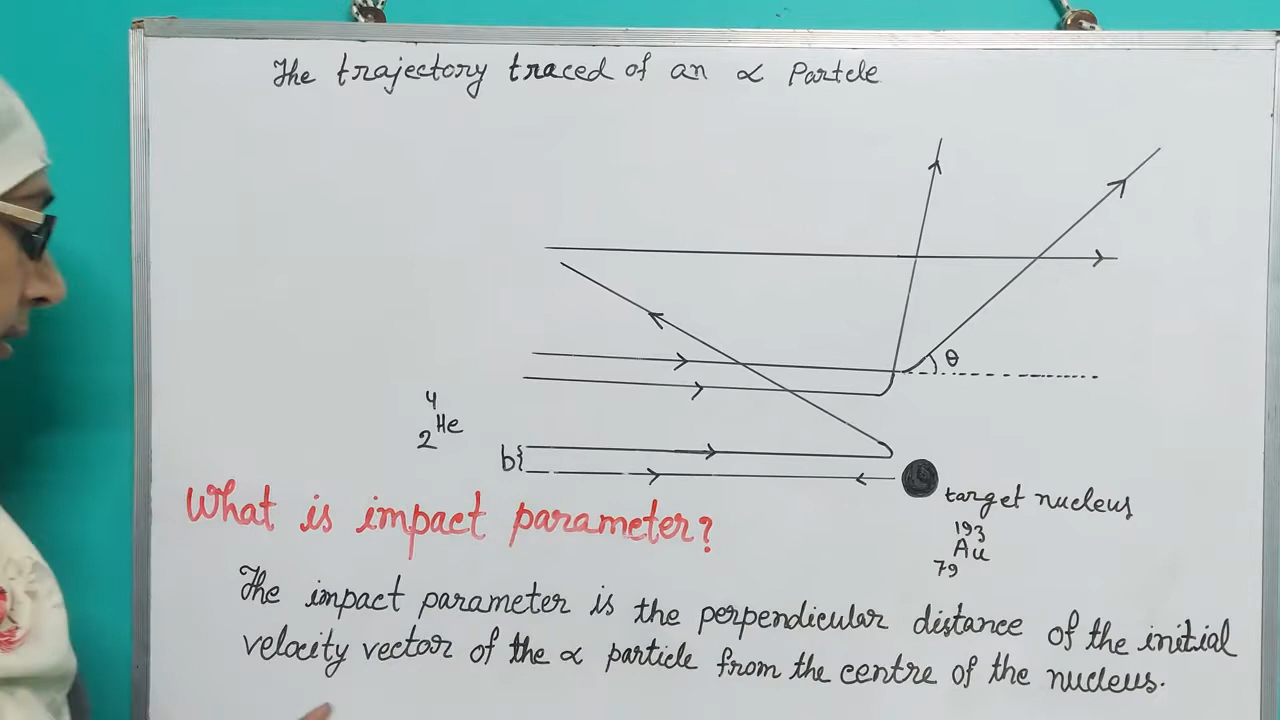 The trajectory traced of an α Partcle
θ
4
He
2
b{
target nucleus
193
Au
79
What is impact parameter?
The impact parameter is the perpendicular distance of the initial
velocity vector of the α particle from the centre of the nucleus.